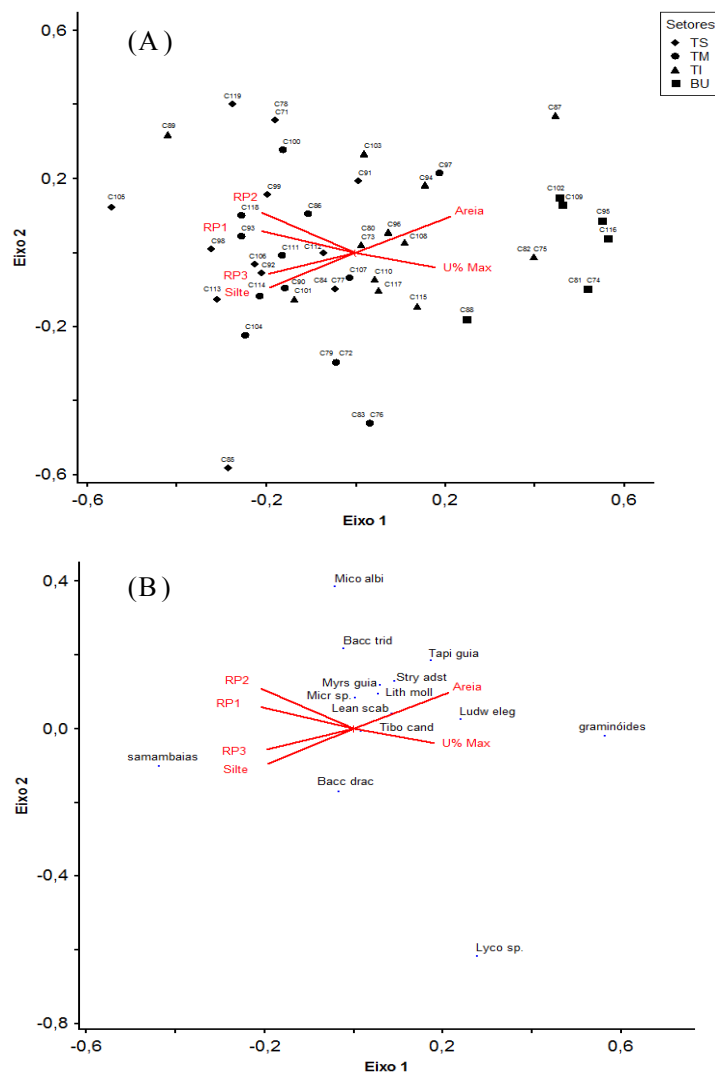 (A)
Setores
TS
TM
TI
BU
0,6
0,2
-0,2
-0,6
Eixo 2
C119
C78
C71
C87
C89
C100
C103
C97
C91
C94
C105
C99
C102
C109
RP2
C118
C86
Areia
C95
RP1
C93
C80
C96
C116
C98
C111
C112
C73
C108
C106
C92
C82 C75
U% Max
RP3
C107
C110
Silte
C114
C90
C84 C77
C117
C81 C74
C113
C101
C115
C104
C88
C79 C72
C83 C76
-0,6
-0,2
0,2
0,6
Eixo 1
(B)
0,4
0,0
-0,4
-0,8
Eixo 2
Mico albi
Bacc trid
Tapi guia
RP2
Myrs guia
Stry adst
RP1
Micr sp.
Lith moll
Areia
Lean scab
Ludw eleg
Tibo cand
graminóides
RP3
U% Max
samambaias
Silte
Bacc drac
Lyco sp.
-0,6
-0,2
0,2
0,6
Eixo 1